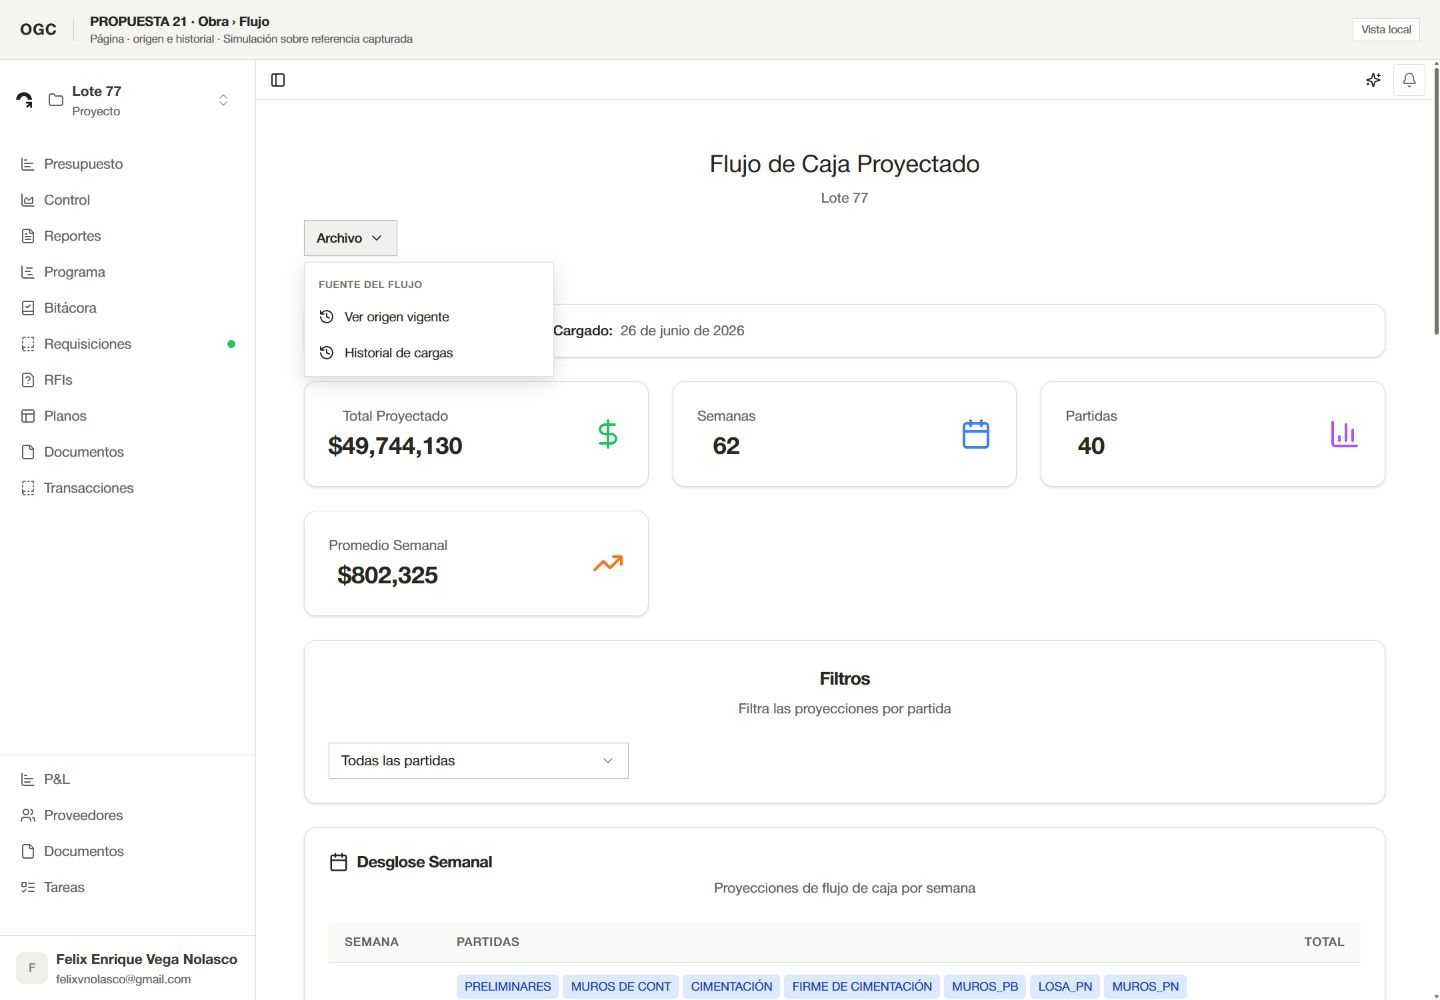 OGC
PROPUESTA 21 · Obra › Flujo
Página · origen e historial · Simulación sobre referencia capturada
Vista local
Lote 77
Proyecto
Presupuesto
Control
Reportes
Programa
Bitácora
Requisiciones
RFIs
Planos
Documentos
Transacciones
P&L
Proveedores
Documentos
Tareas
F
Felix Enrique Vega Nolasco
felixvnolasco@gmail.com
Flujo de Caja Proyectado
Lote 77
Archivo
FUENTE DEL FLUJO
Ver origen vigente
Historial de cargas
Cargado: 26 de junio de 2026
Total Proyectado
$49,744,130
Semanas
62
Partidas
40
Promedio Semanal
$802,325
Filtros
Filtra las proyecciones por partida
Todas las partidas
Desglose Semanal
Proyecciones de flujo de caja por semana
SEMANA PARTIDAS TOTAL
PRELIMINARES MUROS DE CONT CIMENTACIÓN FIRME DE CIMENTACIÓN MUROS_PB LOSA_PN MUROS_PN